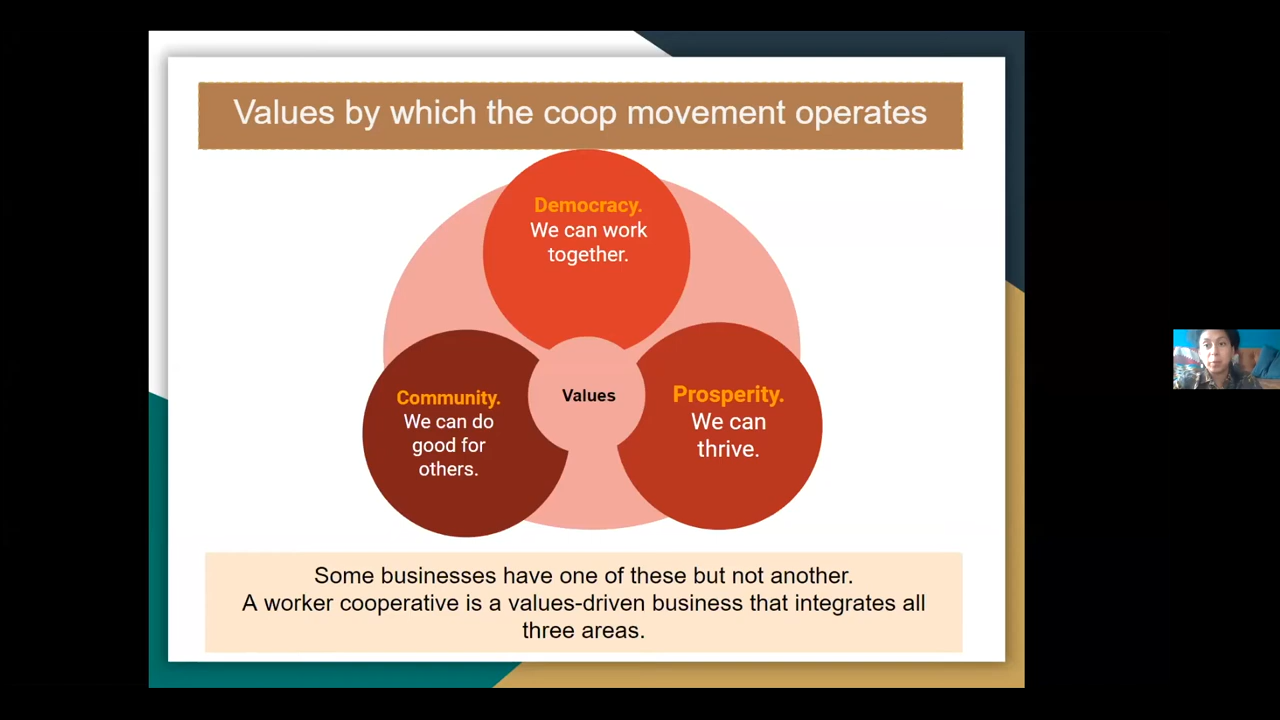 Values by which the coop movement operates
Democracy.
We can work
together.
Community.
We can do
good for
others.
Values
Prosperity.
We can
thrive.
Some businesses have one of these but not another.
A worker cooperative is a values-driven business that integrates all
three areas.